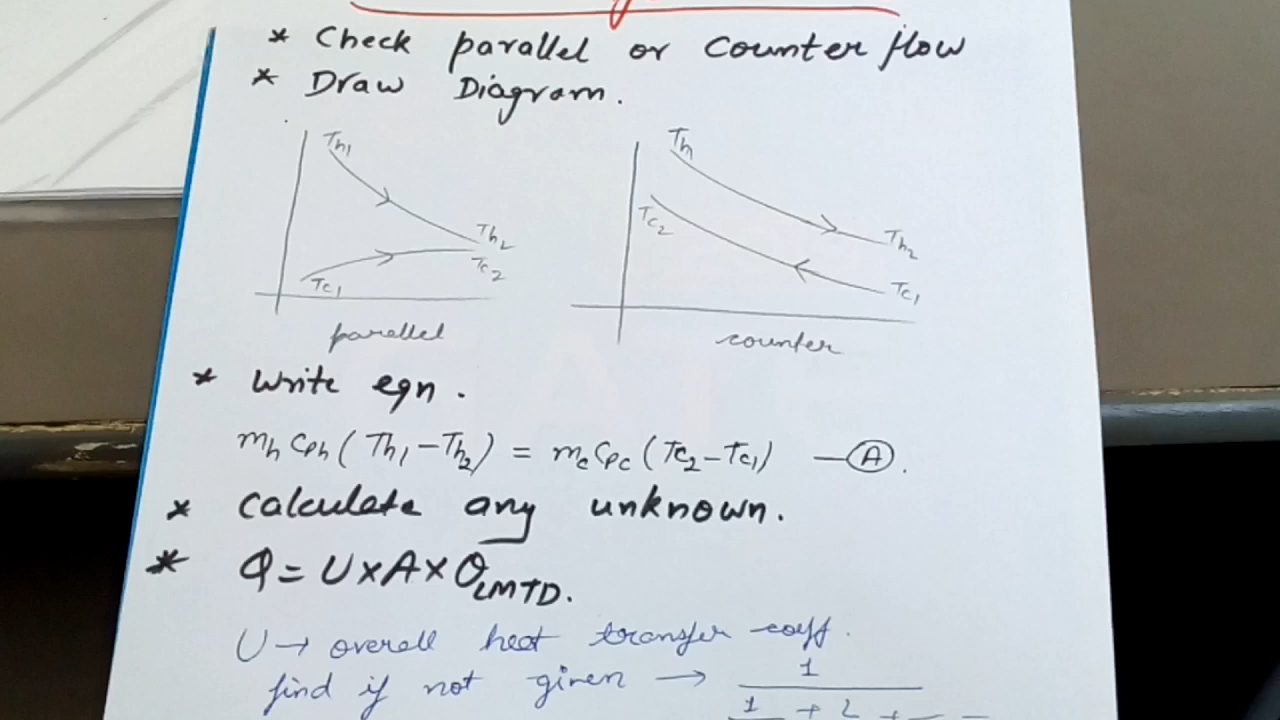 * Check parallel or Counter flow
* Draw Diagram.
Th1
Th2
Tc2
Tc1
parallel
Th1
Tc2
Th2
Tc1
counter
* Write eqn.
mh Cph (Th1 - Th2) = mc Cpc (Tc2 - Tc1) — A.
* Calculate any unknown.
* Q = U x A x θLMTD.
U → overall heat transfer coeff.
find if not given → 1
1 + L +